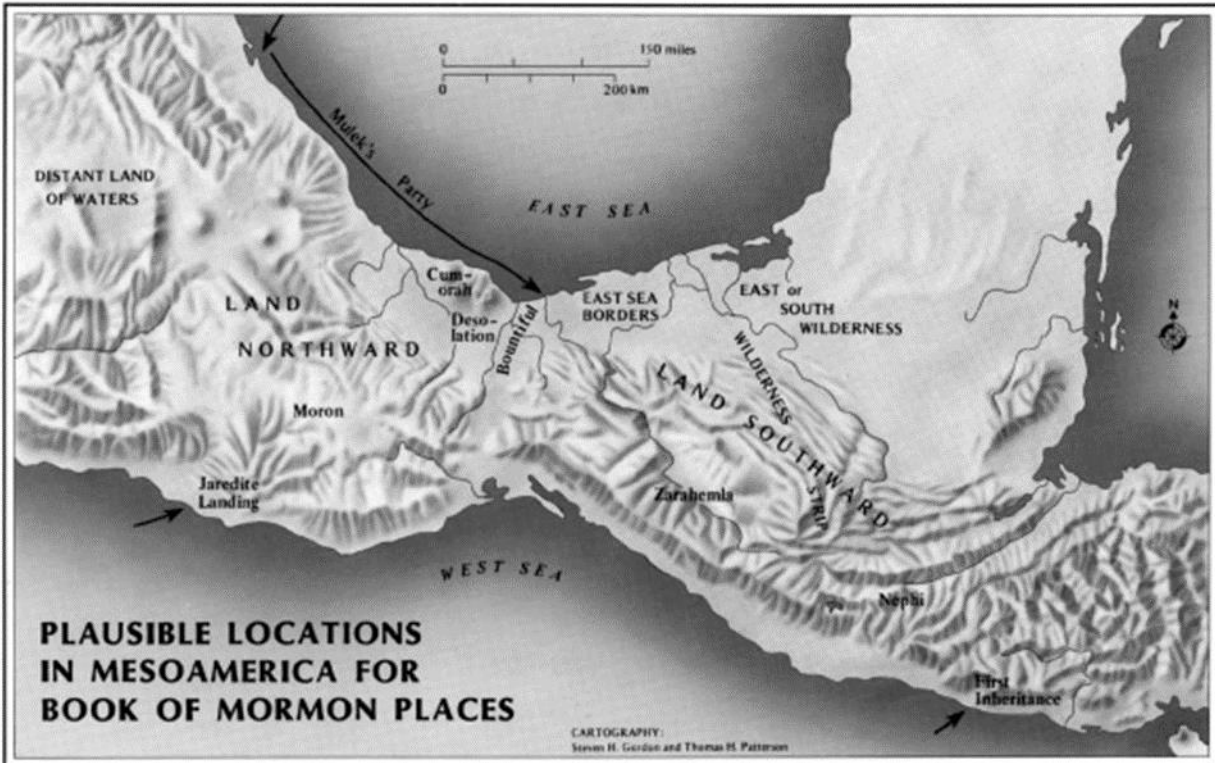 0 150 miles
0 200 km
Mulek's
Party
DISTANT LAND
OF WATERS
EAST SEA
Cum-
orah
Deso-
lation
Bountiful
EAST SEA
BORDERS
EAST or
SOUTH
WILDERNESS
WILDERNESS
STRIP
N
LAND
NORTHWARD
LAND SOUTHWARD
Moron
Jaredite
Landing
Zarahemla
WEST SEA
Nephi
First
Inheritance
PLAUSIBLE LOCATIONS
IN MESOAMERICA FOR
BOOK OF MORMON PLACES
CARTOGRAPHY:
Steven H. Gordon and Thomas H. Patterson